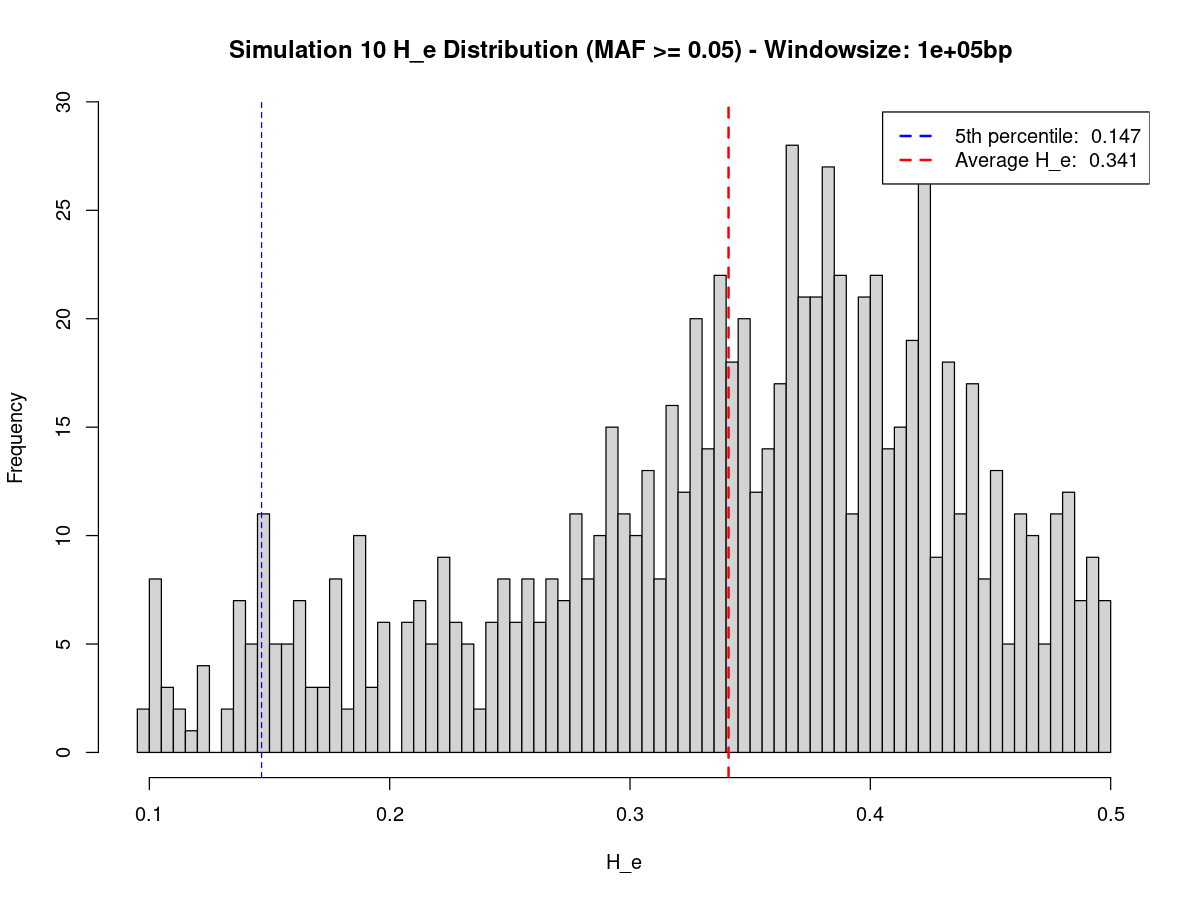 Simulation 10 H_e Distribution (MAF >= 0.05) - Windowsize: 1e+05bp
5th percentile: 0.147
Average H_e: 0.341
Frequency
30
25
20
15
10
5
0
0.1 0.2 0.3 0.4 0.5
H_e